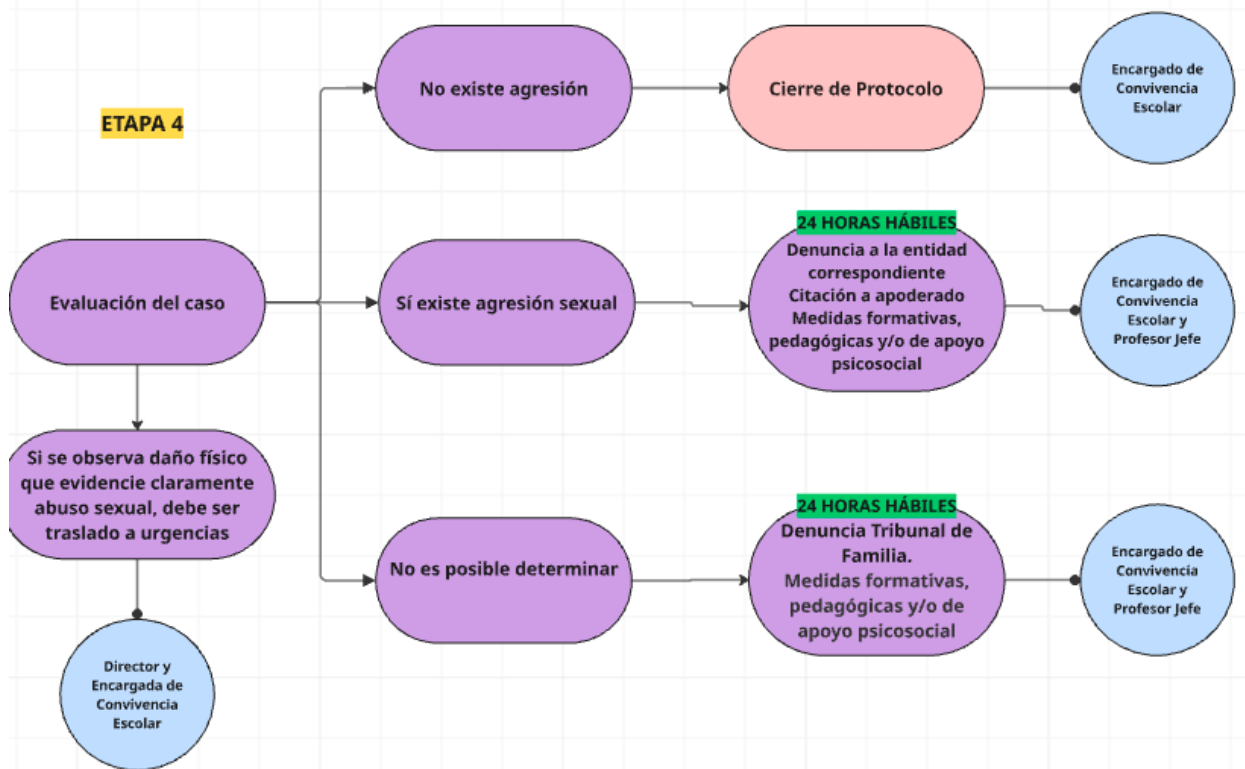 ETAPA 4
No existe agresión
Cierre de Protocolo
Encargado de
Convivencia
Escolar
Evaluación del caso
Sí existe agresión sexual
24 HORAS HÁBILES
Denuncia a la entidad
correspondiente
Citación a apoderado
Medidas formativas,
pedagógicas y/o de apoyo
psicosocial
Encargado de
Convivencia
Escolar y
Profesor Jefe
Si se observa daño físico
que evidencie claramente
abuso sexual, debe ser
traslado a urgencias
Director y
Encargada de
Convivencia
Escolar
No es posible determinar
24 HORAS HÁBILES
Denuncia Tribunal de
Familia.
Medidas formativas,
pedagógicas y/o de
apoyo psicosocial
Encargado de
Convivencia
Escolar y
Profesor Jefe